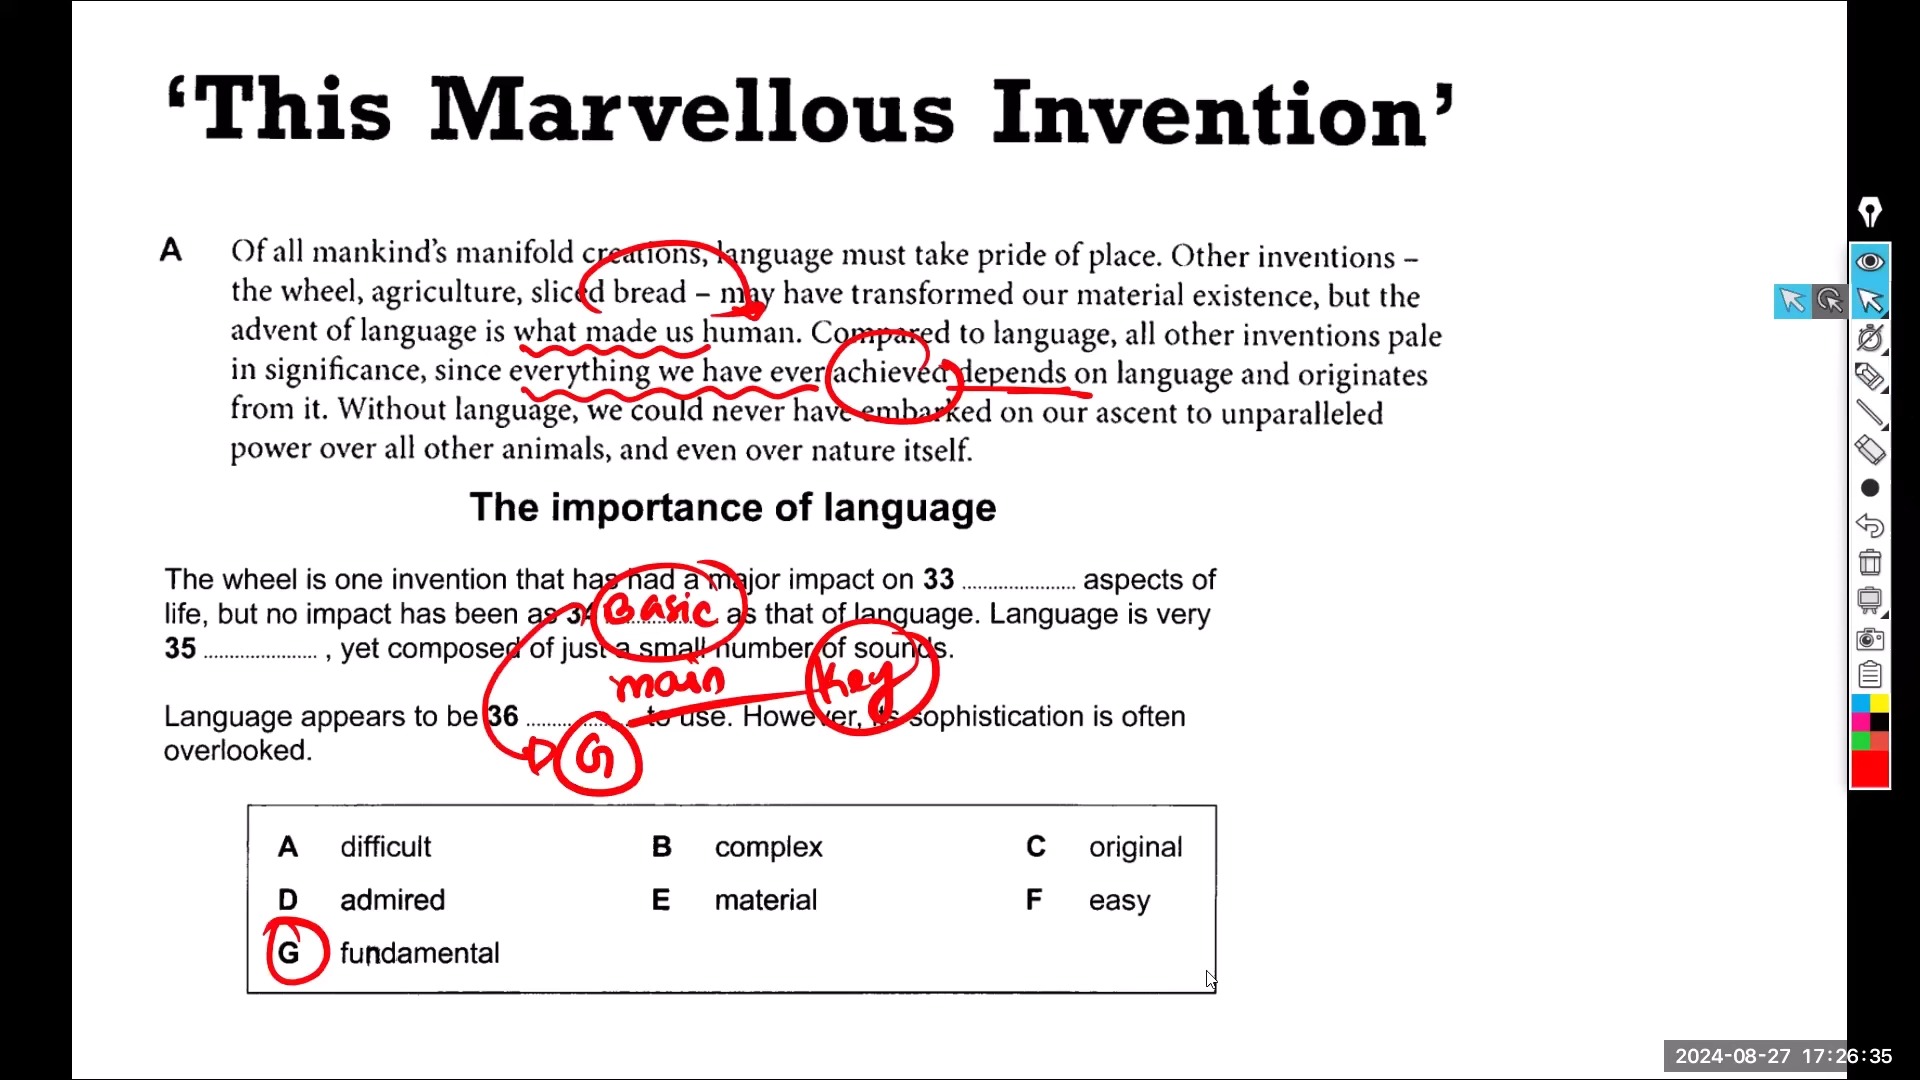 ‘This Marvellous Invention’
A Of all mankind’s manifold creations, language must take pride of place. Other inventions –
the wheel, agriculture, sliced bread – may have transformed our material existence, but the
advent of language is what made us human. Compared to language, all other inventions pale
in significance, since everything we have ever achieved depends on language and originates
from it. Without language, we could never have embarked on our ascent to unparalleled
power over all other animals, and even over nature itself.
The importance of language
The wheel is one invention that has had a major impact on 33 .................... aspects of
life, but no impact has been as 34 Basic as that of language. Language is very
35 .................... , yet composed of just a small number of sounds.
main Key
Language appears to be 36 .................... to use. However, its sophistication is often
overlooked.
G
A difficult B complex C original
D admired E material F easy
G fundamental
2024-08-27 17:26:35